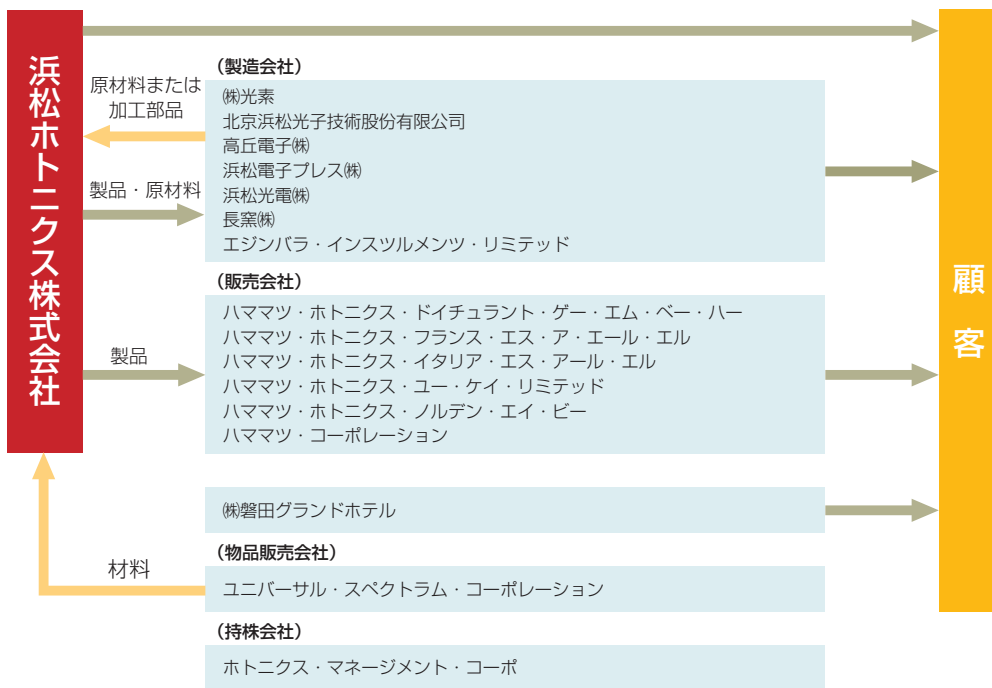 浜松ホトニクス株式会社
原材料または
加工部品
製品・原材料
製品
材料
(製造会社)
㈱光素
北京浜松光子技術股份有限公司
高丘電子㈱
浜松電子プレス㈱
浜松光電㈱
長窯㈱
エジンバラ・インスツルメンツ・リミテッド
(販売会社)
ハママツ・ホトニクス・ドイチュラント・ゲー・エム・ベー・ハー
ハママツ・ホトニクス・フランス・エス・ア・エール・エル
ハママツ・ホトニクス・イタリア・エス・アール・エル
ハママツ・ホトニクス・ユー・ケイ・リミテッド
ハママツ・ホトニクス・ノルデン・エイ・ビー
ハママツ・コーポレーション
㈱磐田グランドホテル
(物品販売会社)
ユニバーサル・スペクトラム・コーポレーション
(持株会社)
ホトニクス・マネージメント・コーポ
顧客